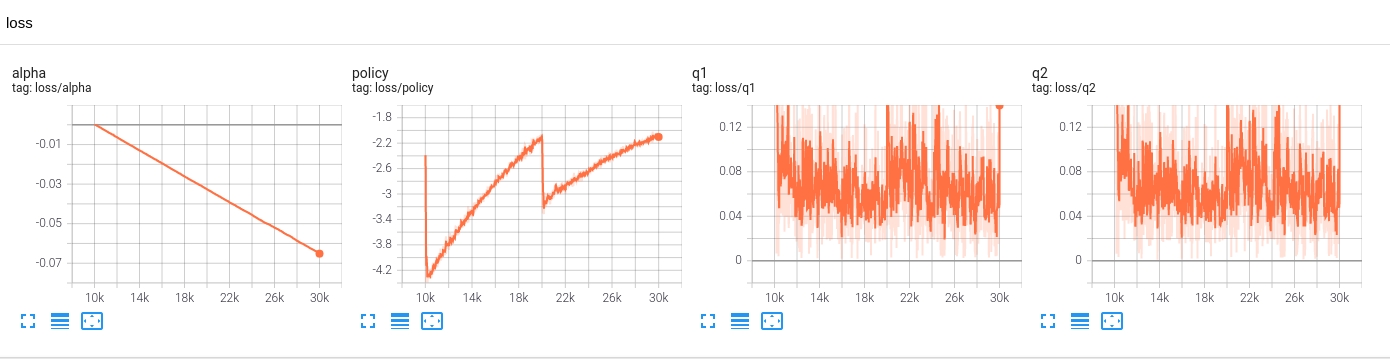 loss
alpha
tag: loss/alpha
-0.01
-0.03
-0.05
-0.07
10k 14k 18k 22k 26k 30k
policy
tag: loss/policy
-1.8
-2.2
-2.6
-3
-3.4
-3.8
-4.2
10k 14k 18k 22k 26k 30k
q1
tag: loss/q1
0.12
0.08
0.04
0
10k 14k 18k 22k 26k 30k
q2
tag: loss/q2
0.12
0.08
0.04
0
10k 14k 18k 22k 26k 30k